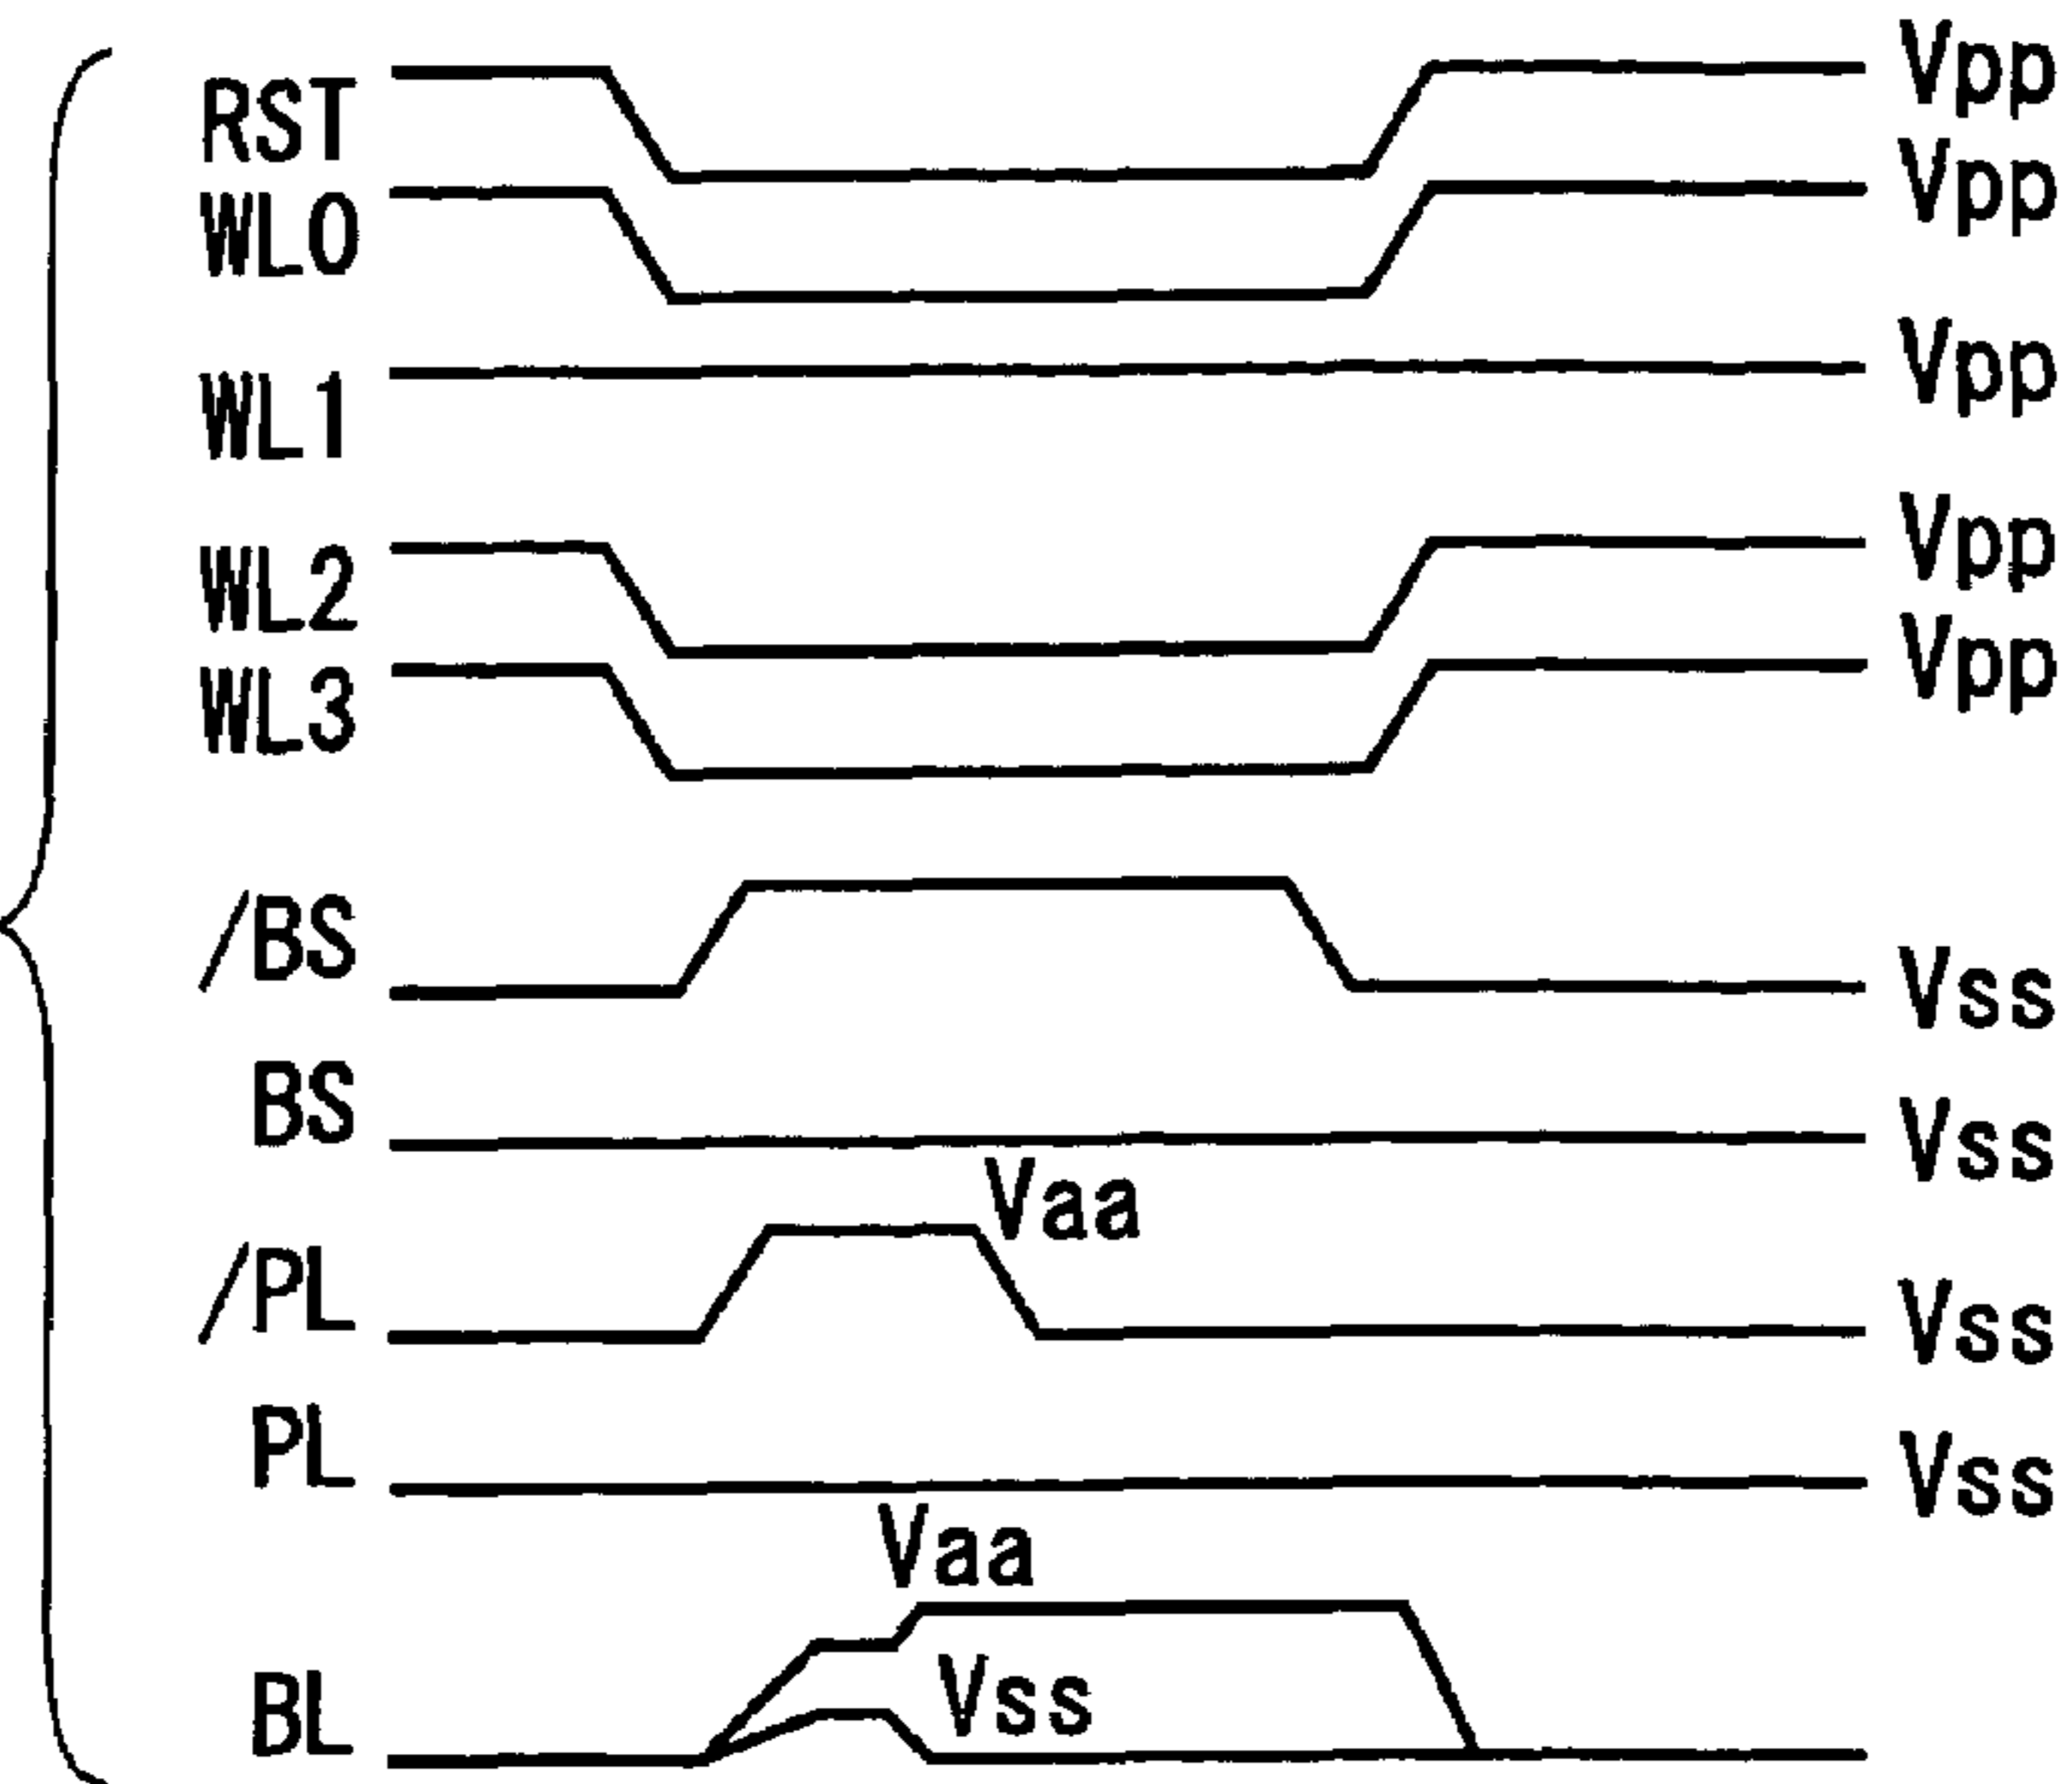 RST Vpp
WL0 Vpp
WL1 Vpp
WL2 Vpp
WL3 Vpp
/BS Vss
BS Vss
Vaa
/PL Vss
PL Vss
Vaa
Vss
BL